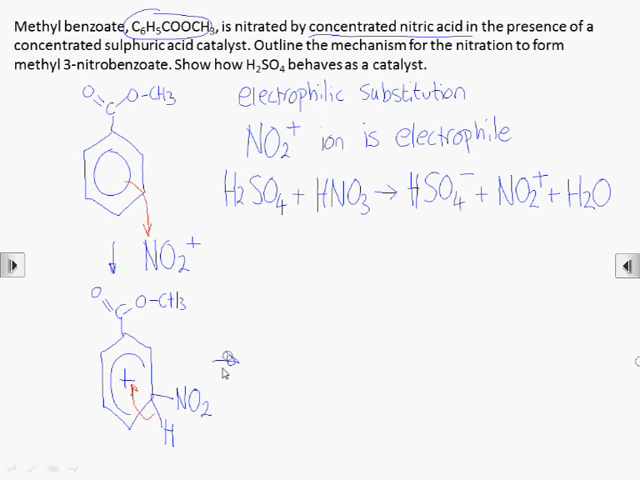 Methyl benzoate, C₆H₅COOCH₃, is nitrated by concentrated nitric acid in the presence of a
concentrated sulphuric acid catalyst. Outline the mechanism for the nitration to form
methyl 3-nitrobenzoate. Show how H₂SO₄ behaves as a catalyst.
O O-CH3
C
electrophilic substitution
NO₂⁺ ion is electrophile
H₂SO₄ + HNO₃ → HSO₄⁻ + NO₂⁺ + H₂O
↓ NO₂⁺
O O-CH3
C
+
NO₂
H